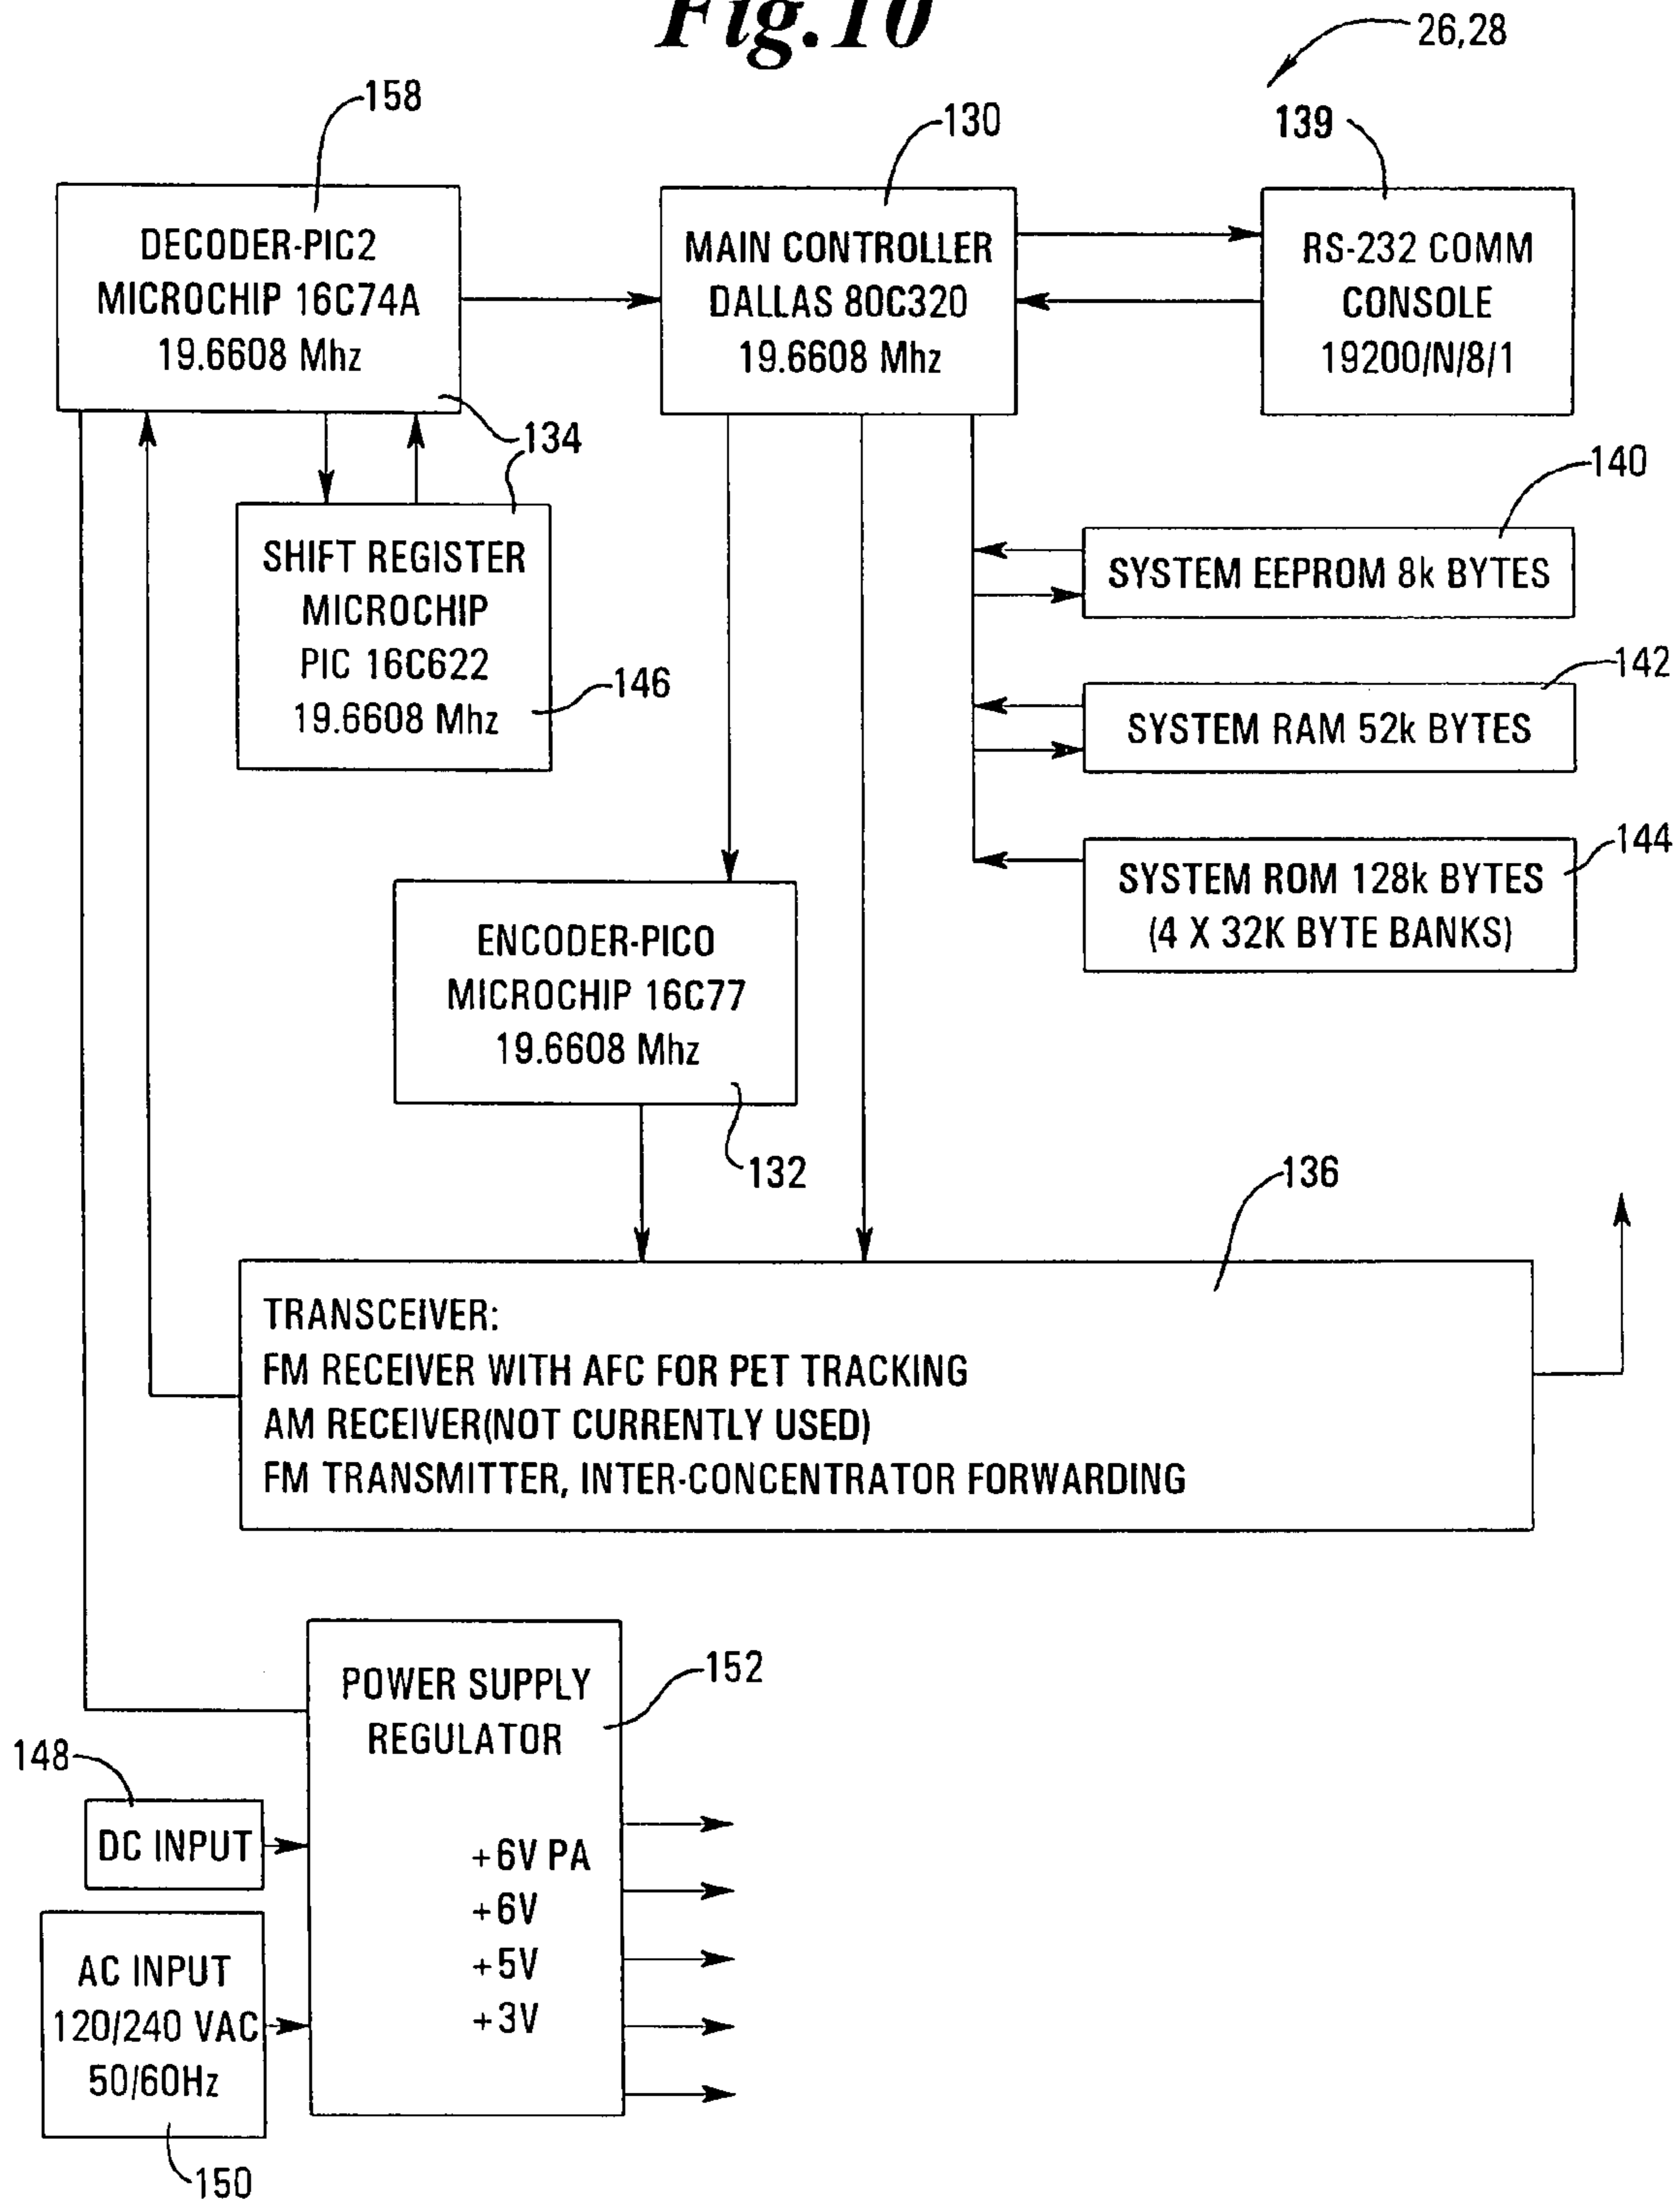 Fig.10
26,28
158
130
139
DECODER-PIC2
MICROCHIP 16C74A
19.6608 Mhz
MAIN CONTROLLER
DALLAS 80C320
19.6608 Mhz
RS-232 COMM
CONSOLE
19200/N/8/1
134
140
SHIFT REGISTER
MICROCHIP
PIC 16C622
19.6608 Mhz
146
SYSTEM EEPROM 8k BYTES
142
SYSTEM RAM 52k BYTES
144
SYSTEM ROM 128k BYTES
(4 X 32K BYTE BANKS)
ENCODER-PICO
MICROCHIP 16C77
19.6608 Mhz
132
136
TRANSCEIVER:
FM RECEIVER WITH AFC FOR PET TRACKING
AM RECEIVER(NOT CURRENTLY USED)
FM TRANSMITTER, INTER-CONCENTRATOR FORWARDING
POWER SUPPLY
REGULATOR
152
148
DC INPUT
+6V PA
+6V
+5V
+3V
AC INPUT
120/240 VAC
50/60Hz
150